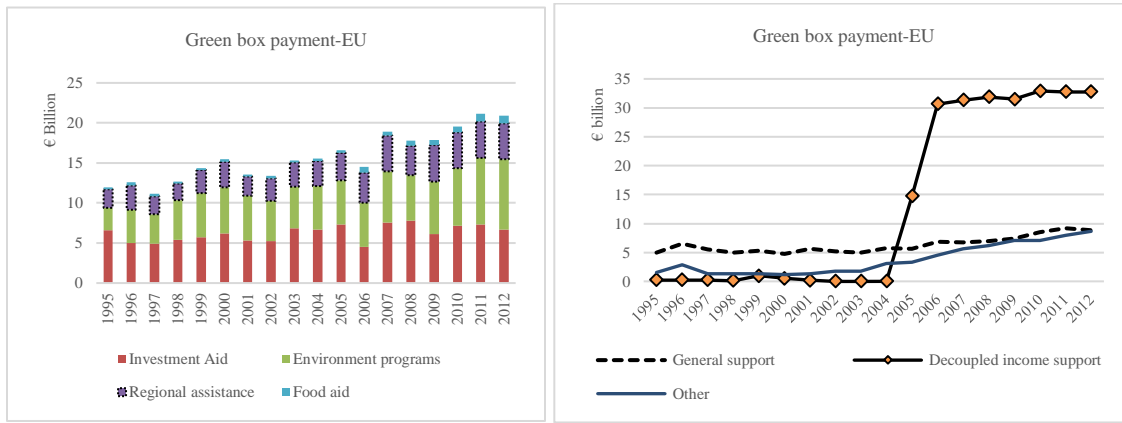 Green box payment-EU
€ Billion
25
20
15
10
5
0
1995 1996 1997 1998 1999 2000 2001 2002 2003 2004 2005 2006 2007 2008 2009 2010 2011 2012
Investment Aid Environment programs
Regional assistance Food aid
Green box payment-EU
€ billion
35
30
25
20
15
10
5
0
1995 1996 1997 1998 1999 2000 2001 2002 2003 2004 2005 2006 2007 2008 2009 2010 2011 2012
General support Decoupled income support
Other